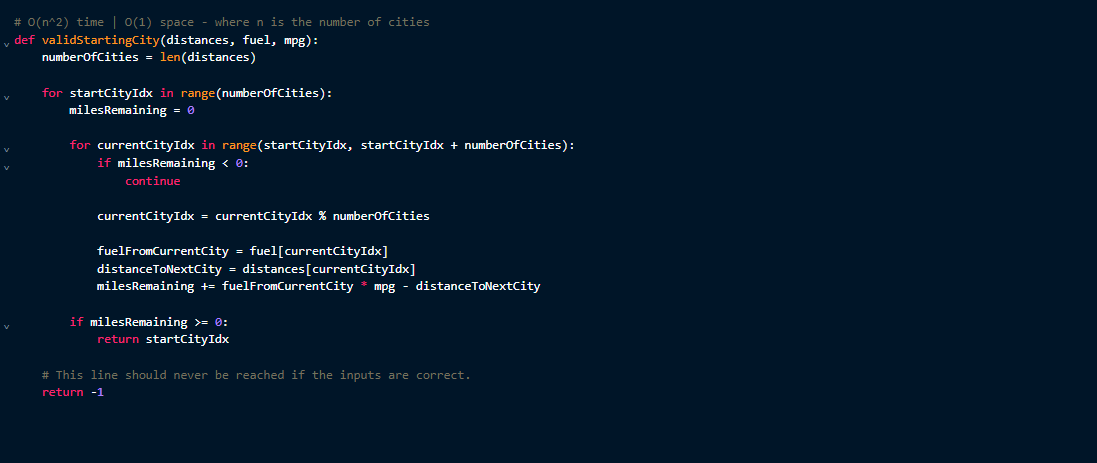 # O(n^2) time | O(1) space - where n is the number of cities
def validStartingCity(distances, fuel, mpg):
    numberOfCities = len(distances)

    for startCityIdx in range(numberOfCities):
        milesRemaining = 0

        for currentCityIdx in range(startCityIdx, startCityIdx + numberOfCities):
            if milesRemaining < 0:
                continue

            currentCityIdx = currentCityIdx % numberOfCities

            fuelFromCurrentCity = fuel[currentCityIdx]
            distanceToNextCity = distances[currentCityIdx]
            milesRemaining += fuelFromCurrentCity * mpg - distanceToNextCity

        if milesRemaining >= 0:
            return startCityIdx

    # This line should never be reached if the inputs are correct.
    return -1